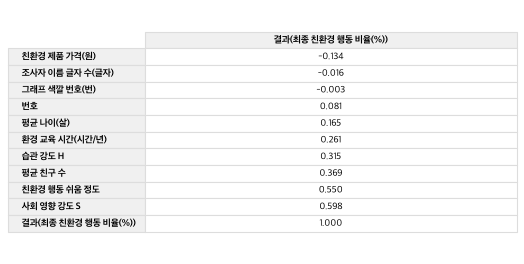 결과(최종 친환경 행동 비율(%))
친환경 제품 가격(원) -0.134
조사자 이름 글자 수(글자) -0.016
그래프 색깔 번호(번) -0.003
번호 0.081
평균 나이(살) 0.165
환경 교육 시간(시간/년) 0.261
습관 강도 H 0.315
평균 친구 수 0.369
친환경 행동 쉬움 정도 0.550
사회 영향 강도 S 0.598
결과(최종 친환경 행동 비율(%)) 1.000